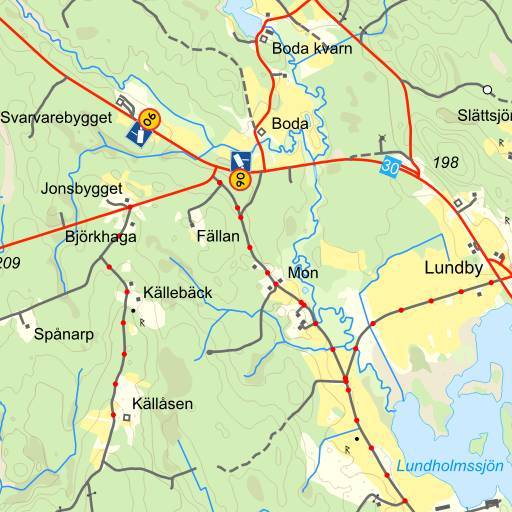 Boda kvarn
Svarvarebygget
90
Boda
Slättsjön
30
198
90
Jonsbygget
Björkhaga
Fällan
209
Mon
Lundby
Källebäck
R
Spånarp
Källåsen
R
Lundholmssjön